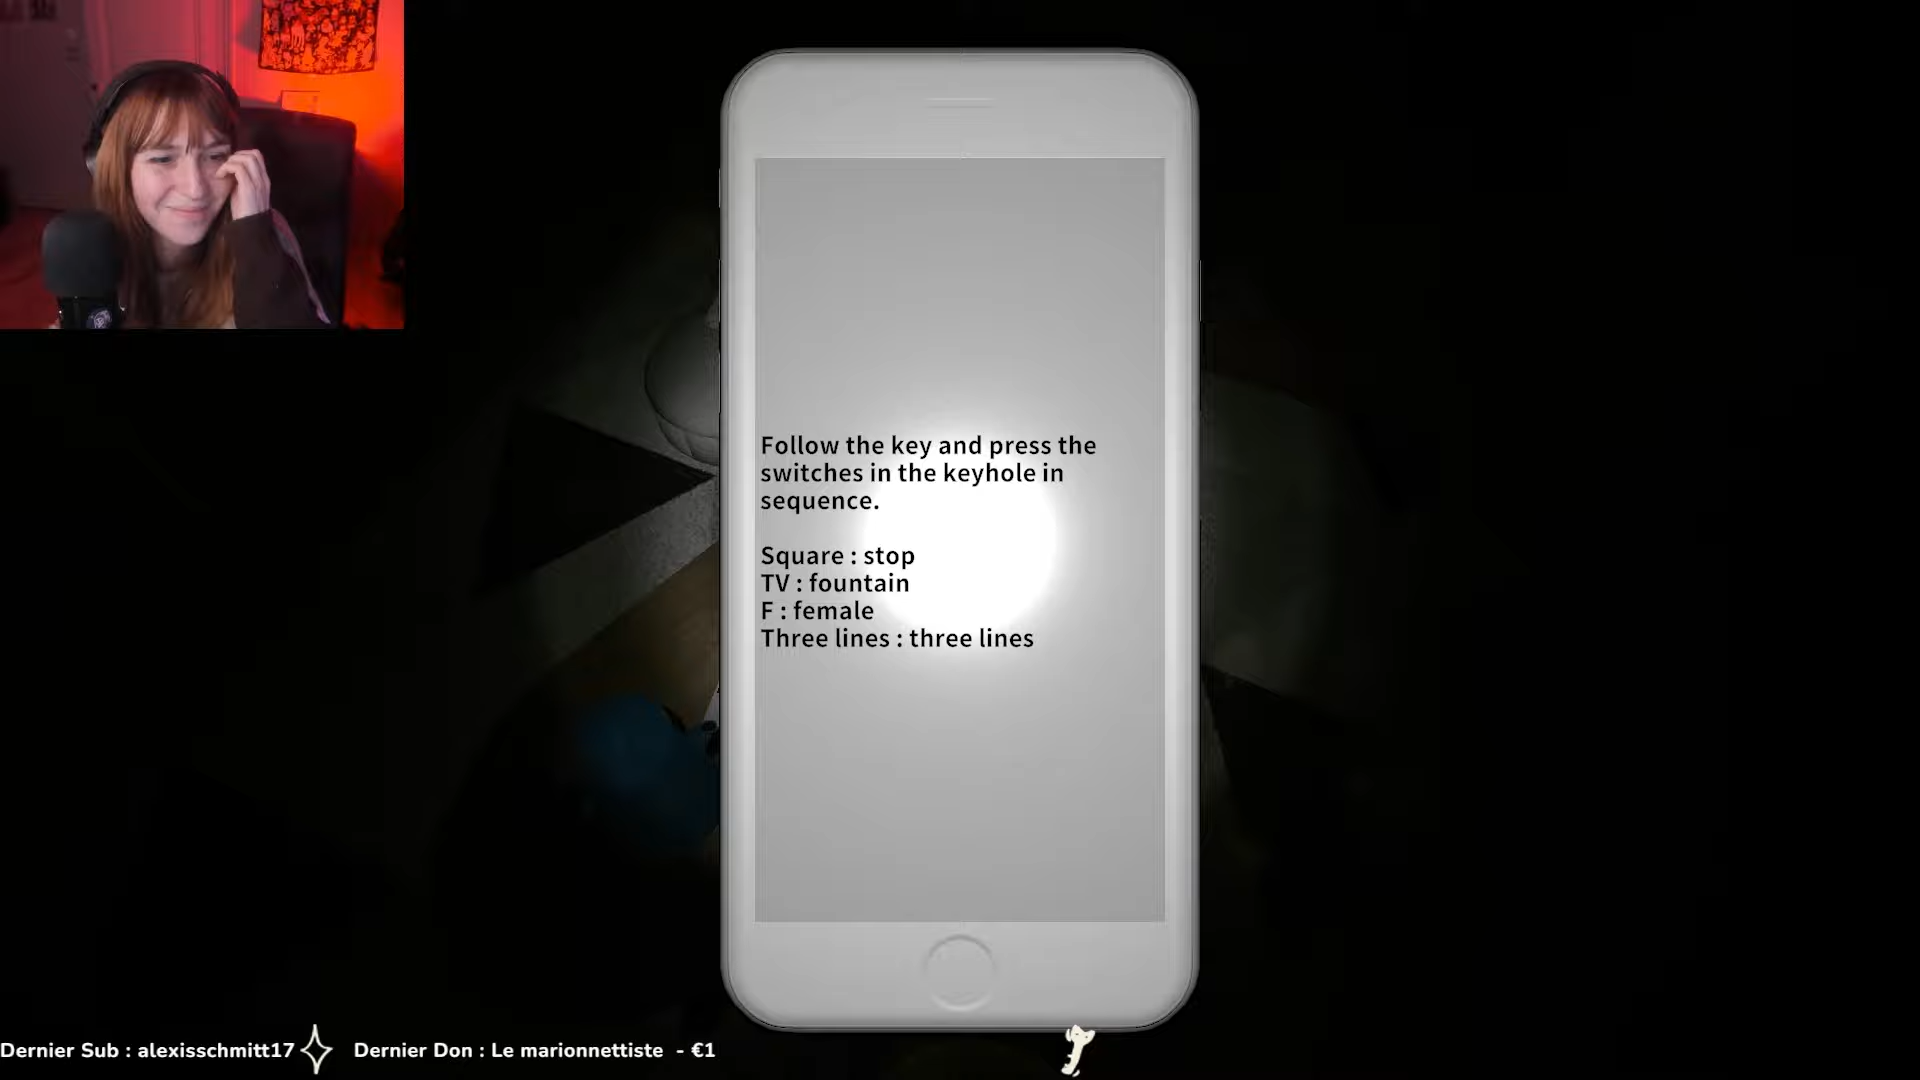 Follow the key and press the
switches in the keyhole in
sequence.
Square : stop
TV : fountain
F : female
Three lines : three lines
Dernier Sub : alexisschmitt17
Dernier Don : Le marionnettiste - €1